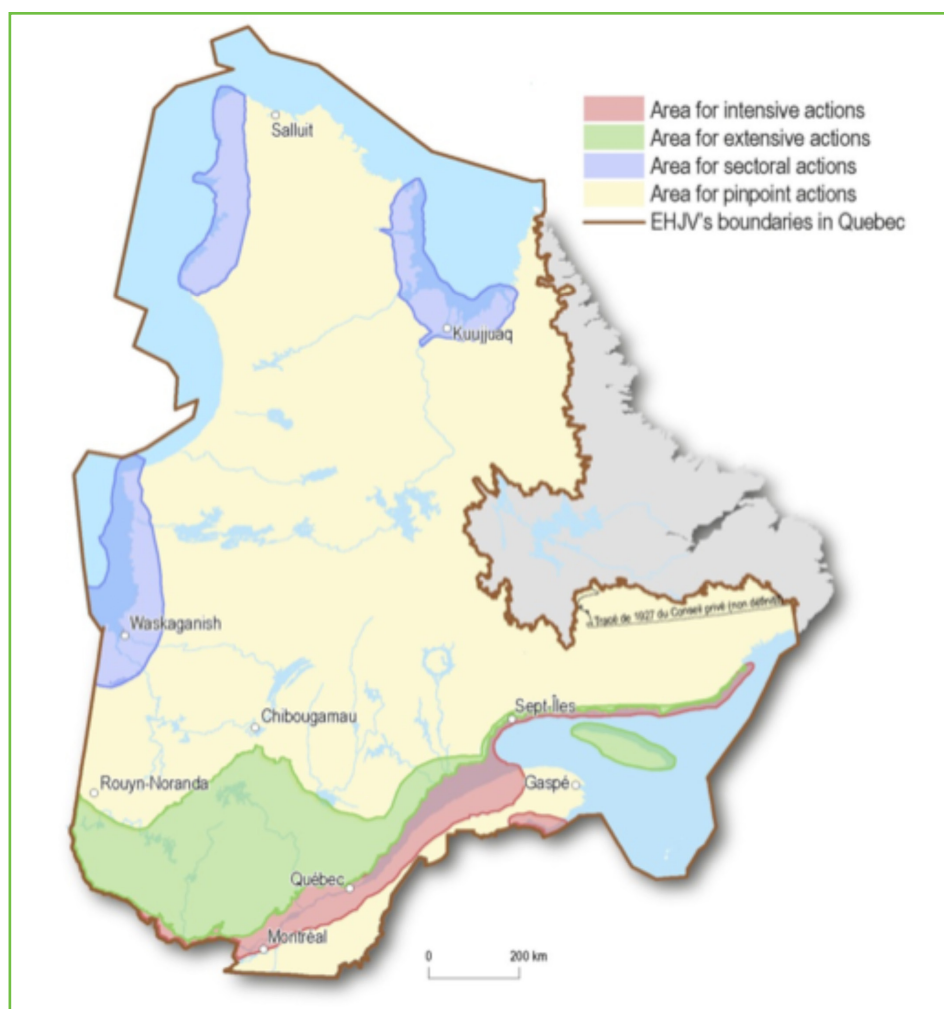 Salluit
Area for intensive actions
Area for extensive actions
Area for sectoral actions
Area for pinpoint actions
EHJV's boundaries in Quebec
Kuujjuaq
Tracé de 1927 du Conseil privé (non définitif)
Waskaganish
Sept-Îles
Chibougamau
Rouyn-Noranda
Gaspé
Québec
Montréal
0 200 km